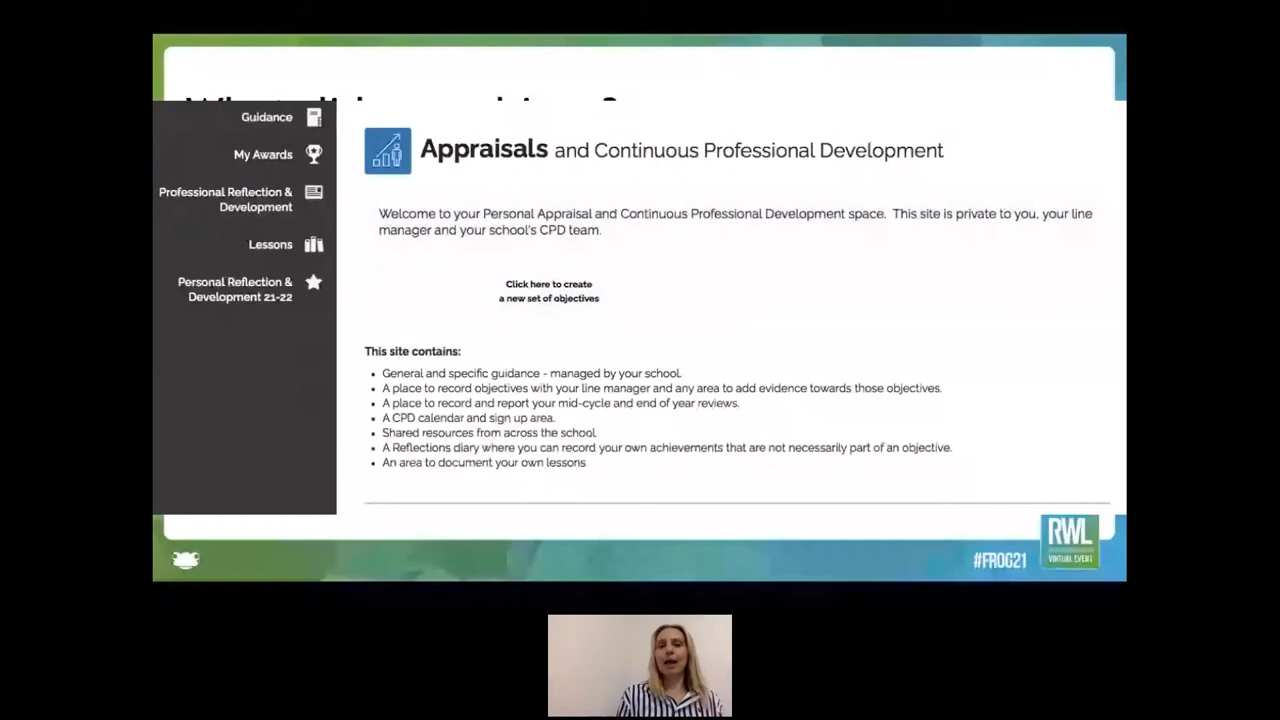 Guidance
My Awards
Professional Reflection &
Development
Lessons
Personal Reflection &
Development 21-22
Appraisals and Continuous Professional Development
Welcome to your Personal Appraisal and Continuous Professional Development space. This site is private to you, your line
manager and your school's CPD team.
Click here to create
a new set of objectives
This site contains:
General and specific guidance - managed by your school.
A place to record objectives with your line manager and any area to add evidence towards those objectives.
A place to record and report your mid-cycle and end of year reviews.
A CPD calendar and sign up area.
Shared resources from across the school.
A Reflections diary where you can record your own achievements that are not necessarily part of an objective.
An area to document your own lessons
#FROG21
RWL
VIRTUAL EVENT